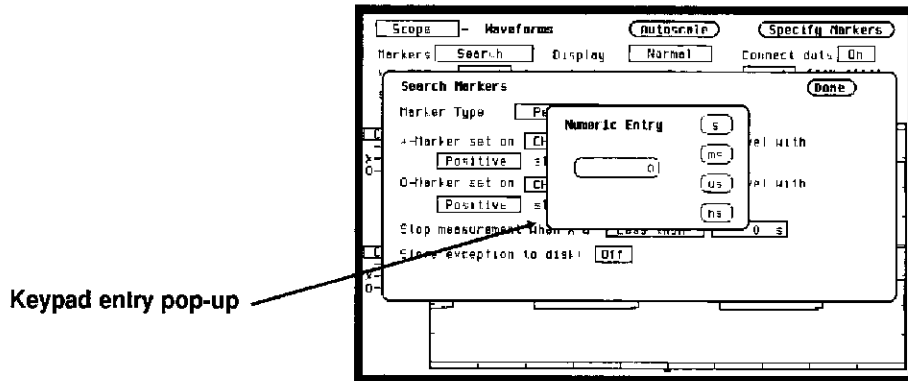 Scope - Waveforms Autoscale Specify Markers
Markers Search Display Normal Connect dots On
Search Markers Done
Marker Type
Numeric Entry s
-Marker set on CH with
ms
Positive 0
O-Marker set on CH with
us
Positive
ns
Stop measurement when Less than 0 s
Store exception to disk: Off
Keypad entry pop-up